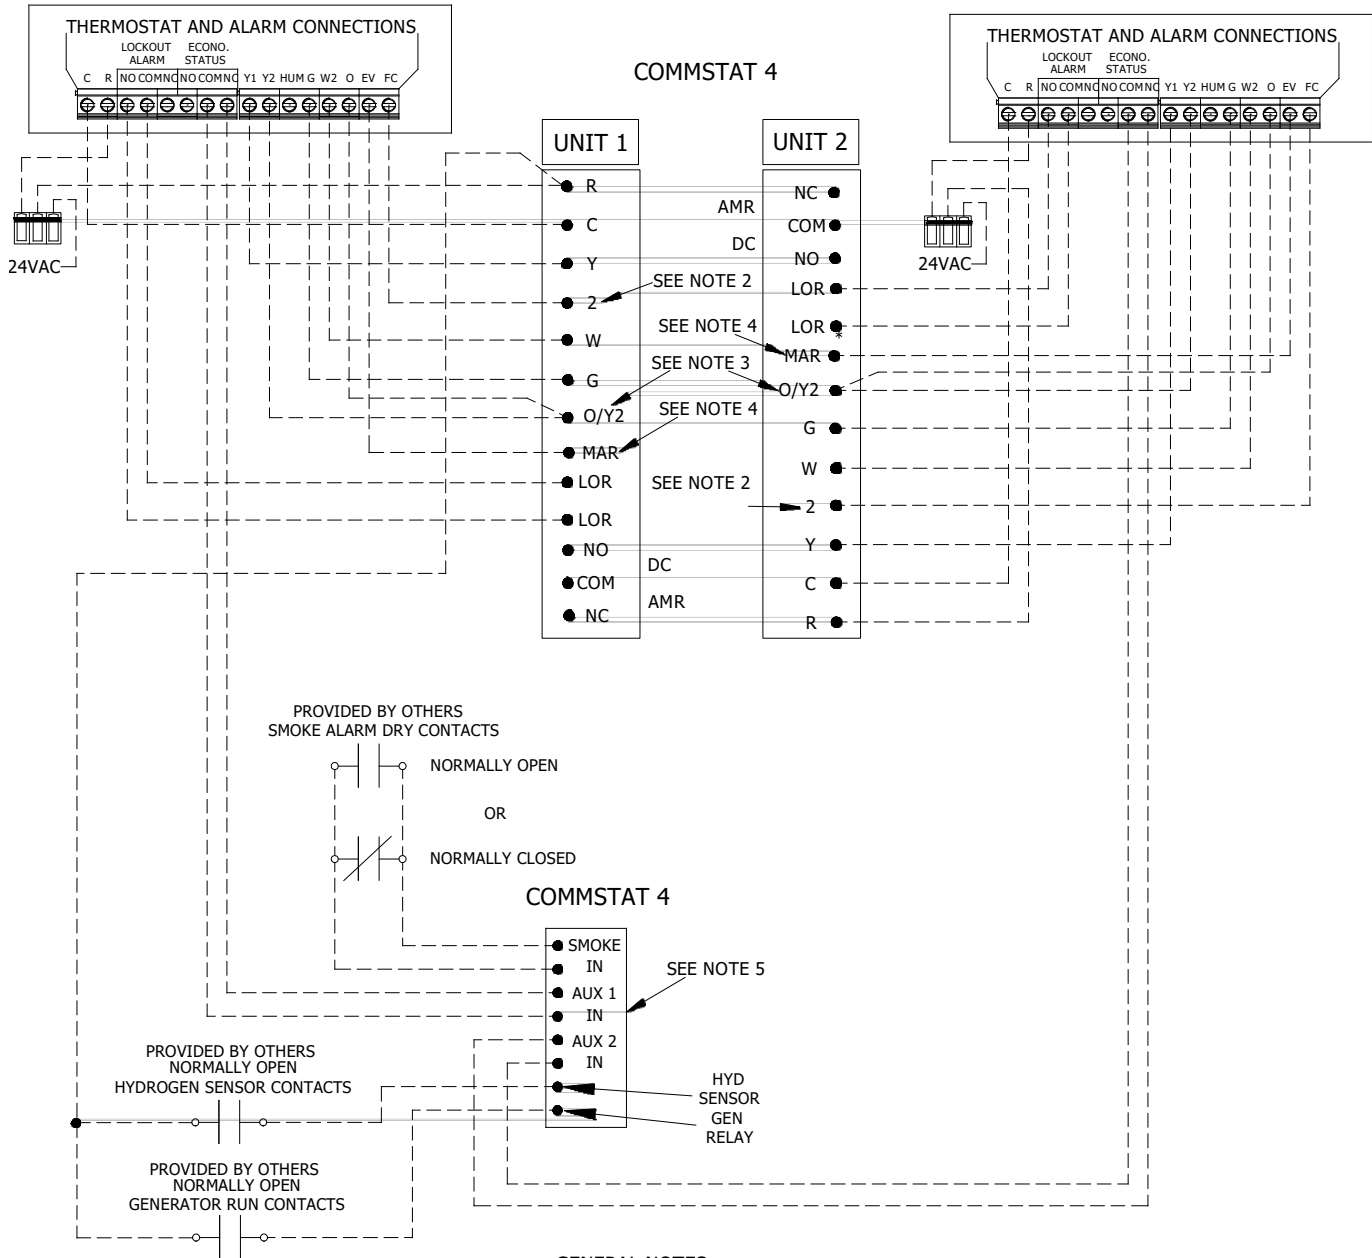 THERMOSTAT AND ALARM CONNECTIONS
LOCKOUT ALARM
ECONO. STATUS
C R NO COM NC NO COM NC Y1 Y2 HUM G W2 O EV FC
24VAC
COMMSTAT 4
THERMOSTAT AND ALARM CONNECTIONS
LOCKOUT ALARM
ECONO. STATUS
C R NO COM NC NO COM NC Y1 Y2 HUM G W2 O EV FC
24VAC
UNIT 1
R
C
Y
2
W
G
O/Y2
MAR
LOR
LOR
NO
COM
NC
AMR
DC
SEE NOTE 2
SEE NOTE 4
SEE NOTE 3
SEE NOTE 4
SEE NOTE 2
DC
AMR
UNIT 2
NC
COM
NO
LOR
LOR
*
MAR
O/Y2
G
W
2
Y
C
R
PROVIDED BY OTHERS
SMOKE ALARM DRY CONTACTS
NORMALLY OPEN
OR
NORMALLY CLOSED
COMMSTAT 4
SMOKE
IN
AUX 1
IN
AUX 2
IN
SEE NOTE 5
HYD
SENSOR
GEN
RELAY
PROVIDED BY OTHERS
NORMALLY OPEN
HYDROGEN SENSOR CONTACTS
PROVIDED BY OTHERS
NORMALLY OPEN
GENERATOR RUN CONTACTS